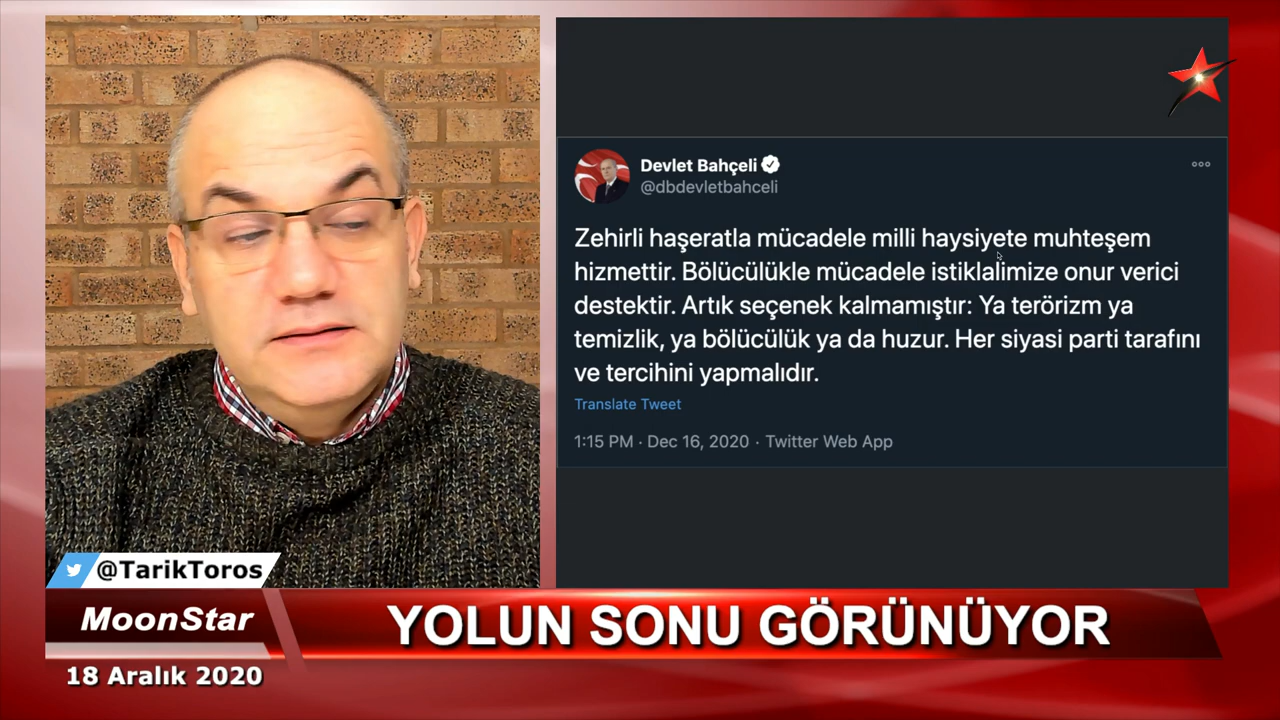 Devlet Bahçeli
@dbdevletbahceli
Zehirli haşeratla mücadele milli haysiyete muhteşem
hizmettir. Bölücülükle mücadele istiklalimize onur verici
destektir. Artık seçenek kalmamıştır: Ya terörizm ya
temizlik, ya bölücülük ya da huzur. Her siyasi parti tarafını
ve tercihini yapmalıdır.
Translate Tweet
1:15 PM · Dec 16, 2020 · Twitter Web App
@TarikToros
MoonStar
YOLUN SONU GÖRÜNÜYOR
18 Aralık 2020